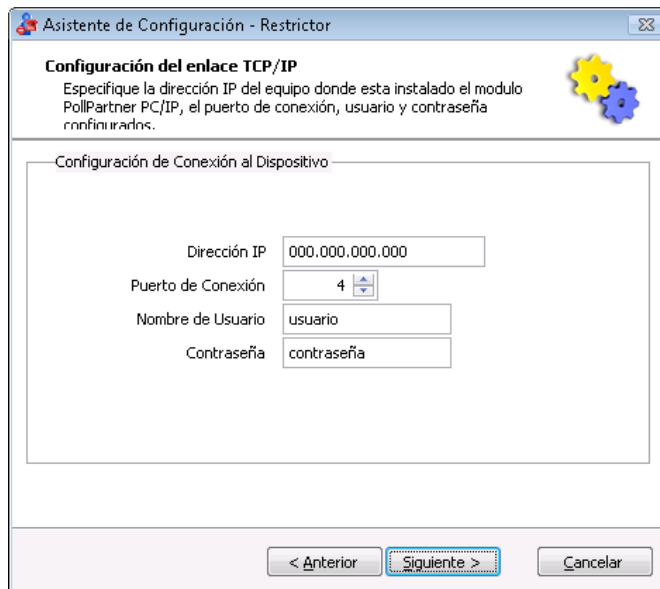 Asistente de Configuración - Restrictor
Configuración del enlace TCP/IP
Especifique la dirección IP del equipo donde esta instalado el modulo
PollPartner PC/IP, el puerto de conexión, usuario y contraseña
configurados.
Configuración de Conexión al Dispositivo
Dirección IP 000.000.000.000
Puerto de Conexión 4
Nombre de Usuario usuario
Contraseña contraseña
< Anterior Siguiente > Cancelar